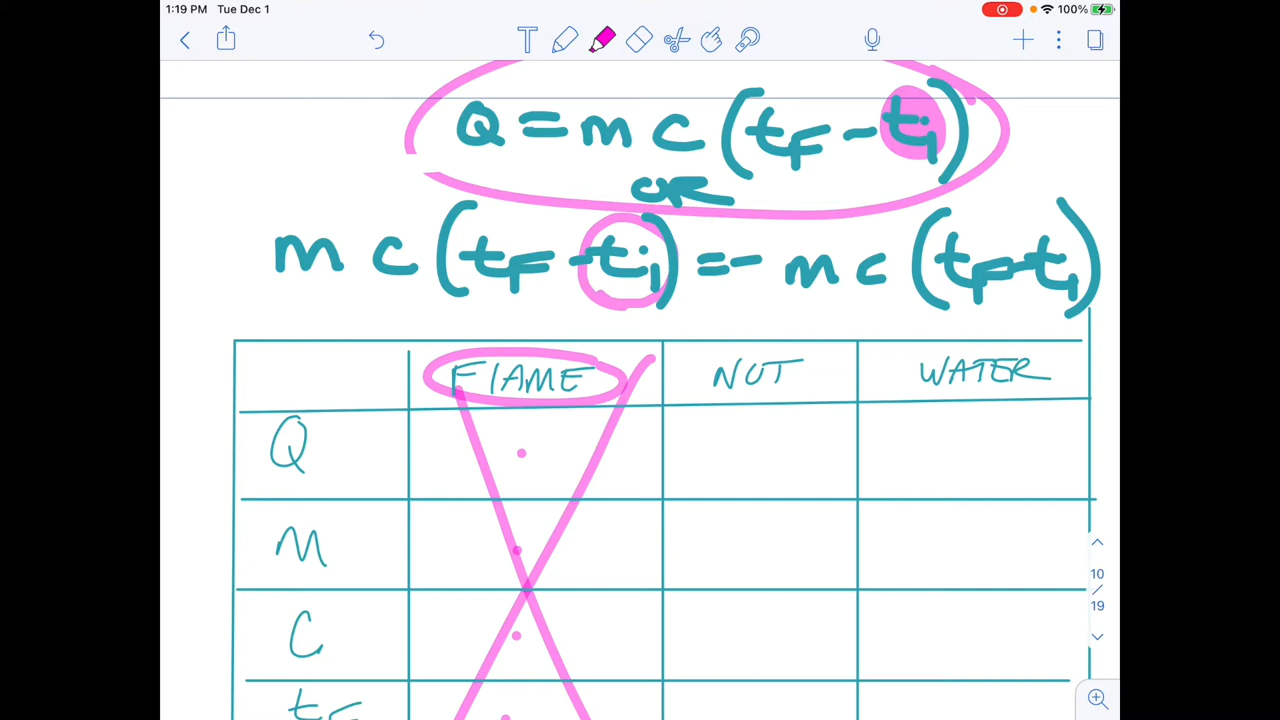 1:19 PM Tue Dec 1 100%
Q = m c (tF - ti)
OR
m c (tF - ti) = - m c (tF - ti)
FlAME NUT WATER
Q
M
C
tF
10
/
19